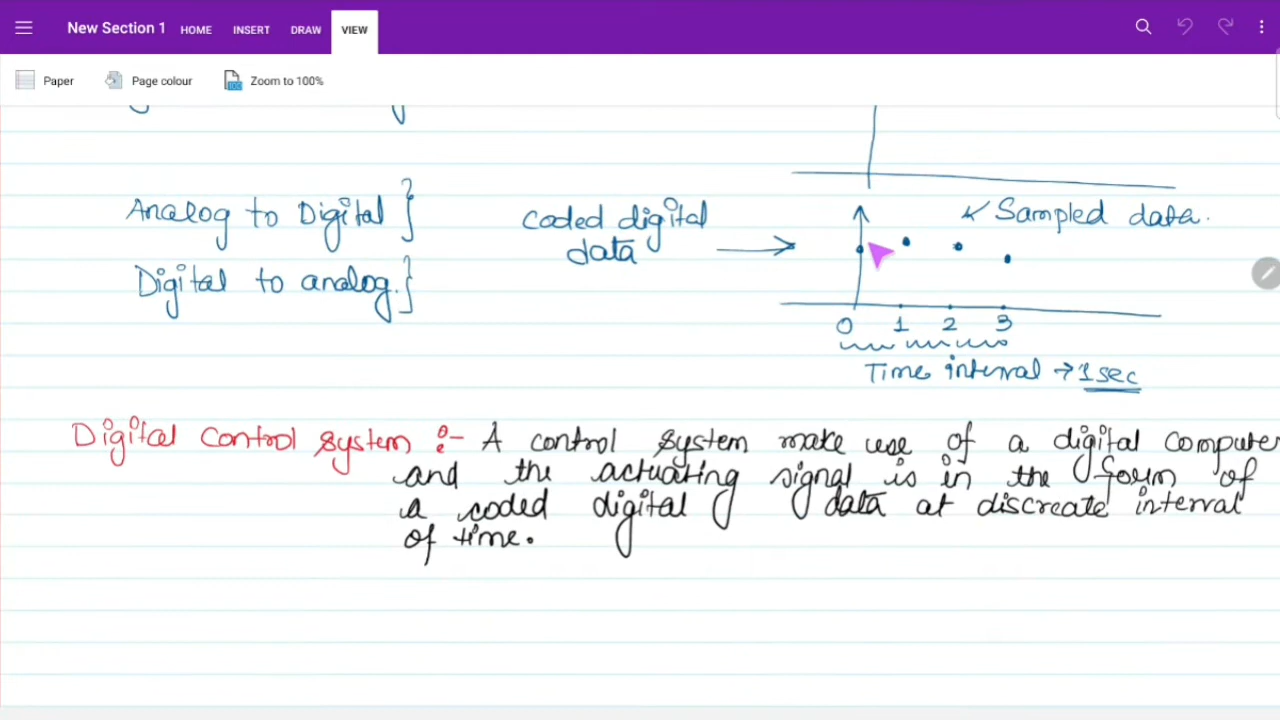 New Section 1 HOME INSERT DRAW VIEW
Paper Page colour Zoom to 100%
Analog to Digital }
Digital to analog. }
Coded digital
data
Sampled data.
0 1 2 3
Time interval → 1 sec
Digital Control System :- A control system make use of a digital computer
and the actuating signal is in the form of
a coded digital data at discreate interval
of time.